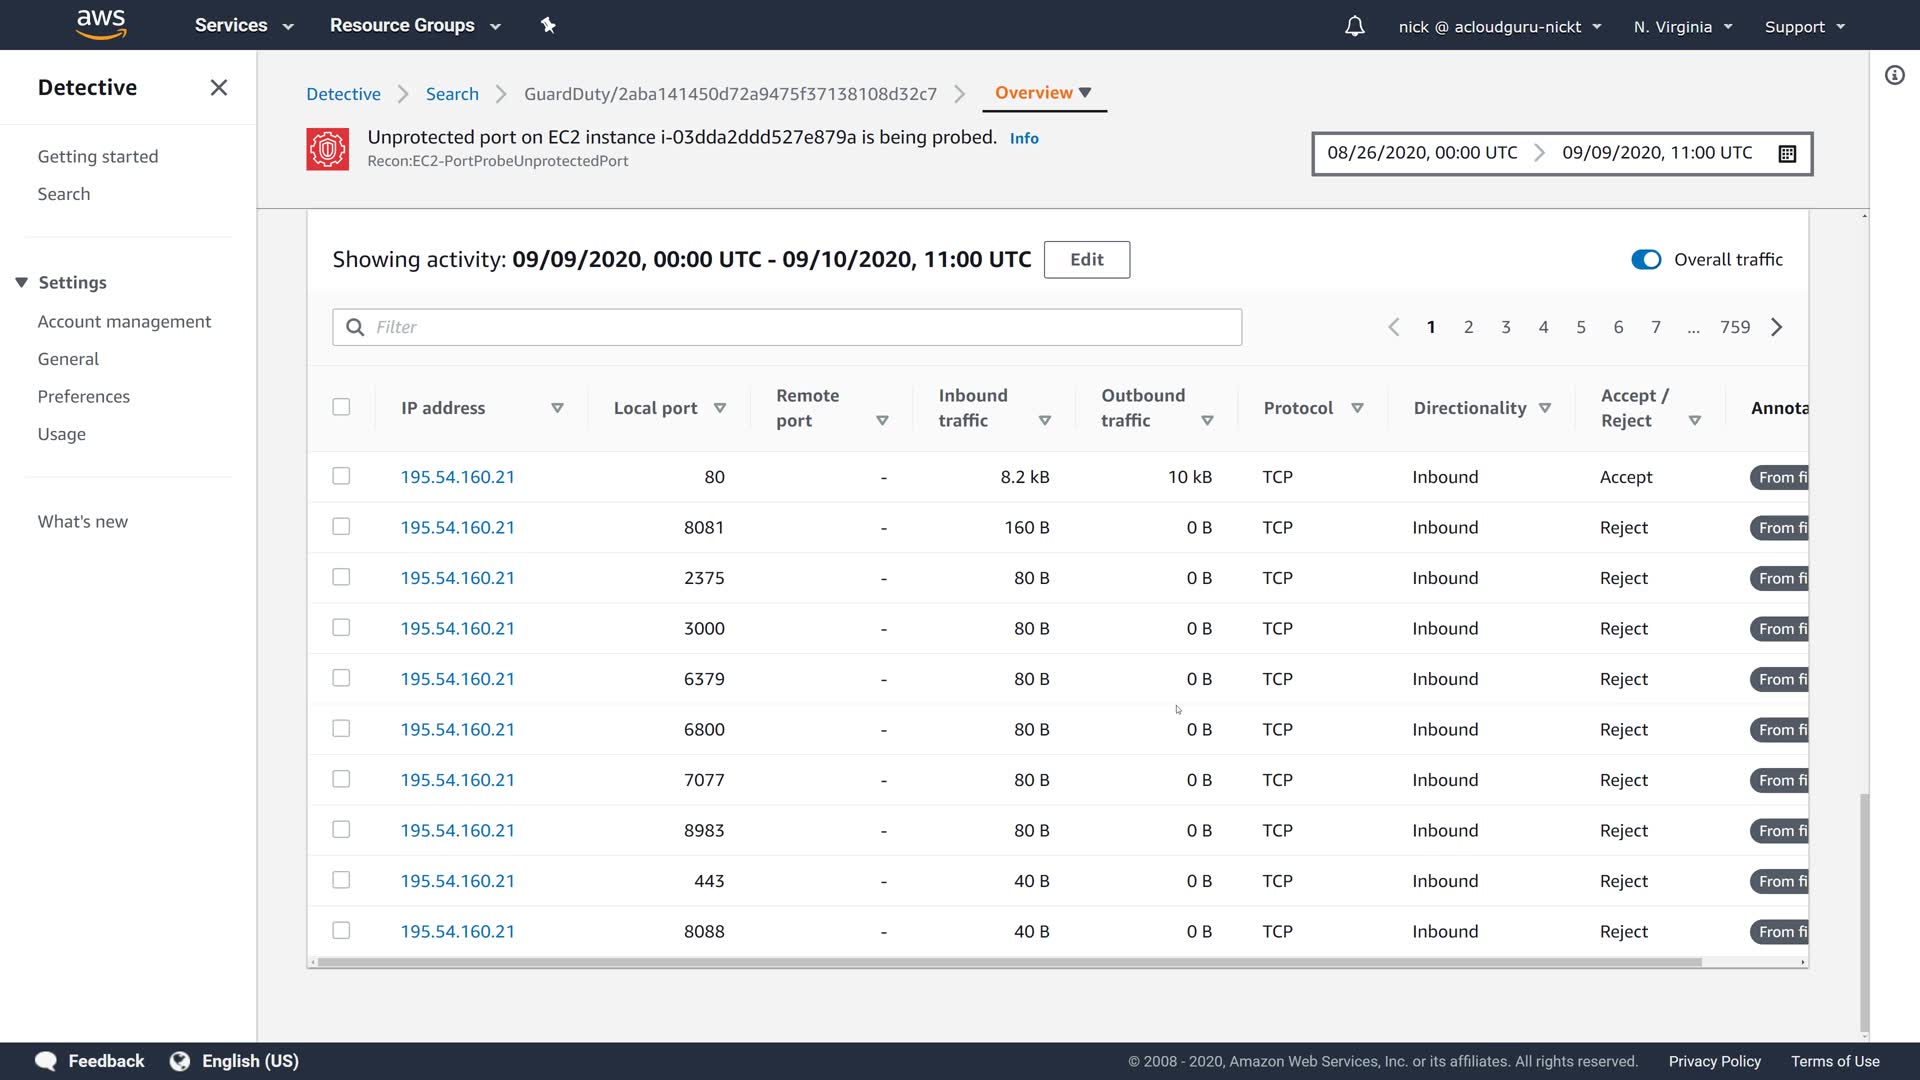 aws Services Resource Groups nick @ acloudguru-nickt N. Virginia Support
Detective
Getting started
Search
Settings
Account management
General
Preferences
Usage
What's new
Detective Search GuardDuty/2aba141450d72a9475f37138108d32c7 Overview
Unprotected port on EC2 instance i-03dda2ddd527e879a is being probed. Info
Recon:EC2-PortProbeUnprotectedPort
08/26/2020, 00:00 UTC 09/09/2020, 11:00 UTC
Showing activity: 09/09/2020, 00:00 UTC - 09/10/2020, 11:00 UTC Edit Overall traffic
Filter 1 2 3 4 5 6 7 ... 759
IP address Local port Remote port Inbound traffic Outbound traffic Protocol Directionality Accept / Reject Annota
195.54.160.21 80 - 8.2 kB 10 kB TCP Inbound Accept From fi
195.54.160.21 8081 - 160 B 0 B TCP Inbound Reject From fi
195.54.160.21 2375 - 80 B 0 B TCP Inbound Reject From fi
195.54.160.21 3000 - 80 B 0 B TCP Inbound Reject From fi
195.54.160.21 6379 - 80 B 0 B TCP Inbound Reject From fi
195.54.160.21 6800 - 80 B 0 B TCP Inbound Reject From fi
195.54.160.21 7077 - 80 B 0 B TCP Inbound Reject From fi
195.54.160.21 8983 - 80 B 0 B TCP Inbound Reject From fi
195.54.160.21 443 - 40 B 0 B TCP Inbound Reject From fi
195.54.160.21 8088 - 40 B 0 B TCP Inbound Reject From fi
Feedback English (US) © 2008 - 2020, Amazon Web Services, Inc. or its affiliates. All rights reserved. Privacy Policy Terms of Use